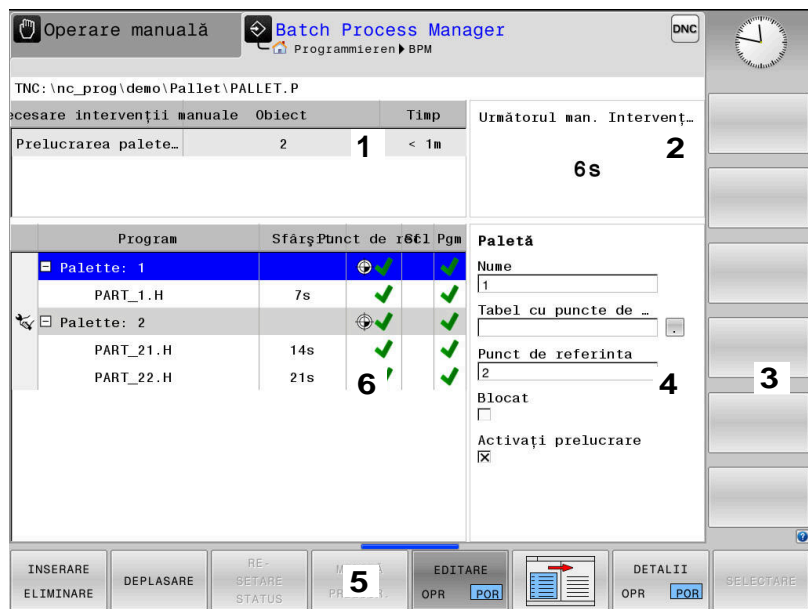 Operare manuală
Batch Process Manager
Programmieren BPM
DNC
TNC:\nc_prog\demo\Pallet\PALLET.P
ecesare intervenții manuale Obiect Timp
Prelucrarea palete… 2 < 1m
1
Următorul man. Intervenț…
2
6s
Program Sfârș Punct de ref Scl Pgm
Palette: 1
PART_1.H 7s
Palette: 2
PART_21.H 14s
PART_22.H 21s
6
Paletă
Nume
1
Tabel cu puncte de …
.
Punct de referinta
2
4
Blocat
Activați prelucrare
3
INSERARE
ELIMINARE
DEPLASARE
RE-
SETARE
STATUS
5
EDITARE
OPR POR
DETALII
OPR POR
SELECTARE